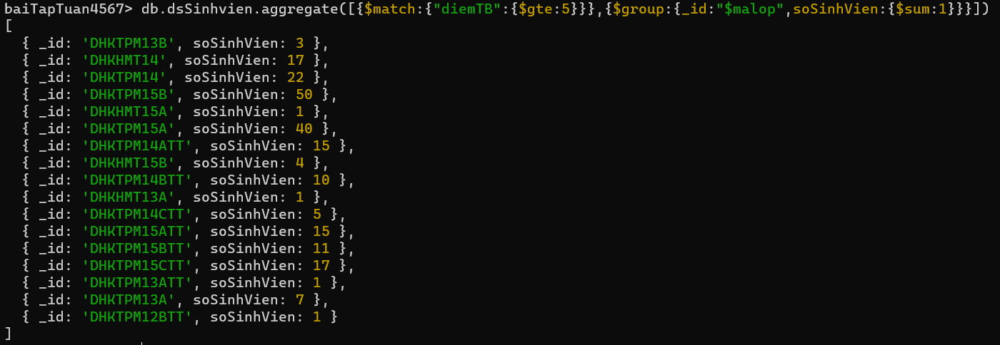 baiTapTuan4567> db.dsSinhvien.aggregate([{$match:{"diemTB":{$gte:5}}},{$group:{_id:"$malop",soSinhVien:{$sum:1}}}])
[
  { _id: 'DHKTPM13B', soSinhVien: 3 },
  { _id: 'DHKHMT14', soSinhVien: 17 },
  { _id: 'DHKTPM14', soSinhVien: 22 },
  { _id: 'DHKTPM15B', soSinhVien: 50 },
  { _id: 'DHKHMT15A', soSinhVien: 1 },
  { _id: 'DHKTPM15A', soSinhVien: 40 },
  { _id: 'DHKTPM14ATT', soSinhVien: 15 },
  { _id: 'DHKHMT15B', soSinhVien: 4 },
  { _id: 'DHKTPM14BTT', soSinhVien: 10 },
  { _id: 'DHKHMT13A', soSinhVien: 1 },
  { _id: 'DHKTPM14CTT', soSinhVien: 5 },
  { _id: 'DHKTPM15ATT', soSinhVien: 15 },
  { _id: 'DHKTPM15BTT', soSinhVien: 11 },
  { _id: 'DHKTPM15CTT', soSinhVien: 17 },
  { _id: 'DHKTPM13ATT', soSinhVien: 1 },
  { _id: 'DHKTPM13A', soSinhVien: 7 },
  { _id: 'DHKTPM12BTT', soSinhVien: 1 }
]